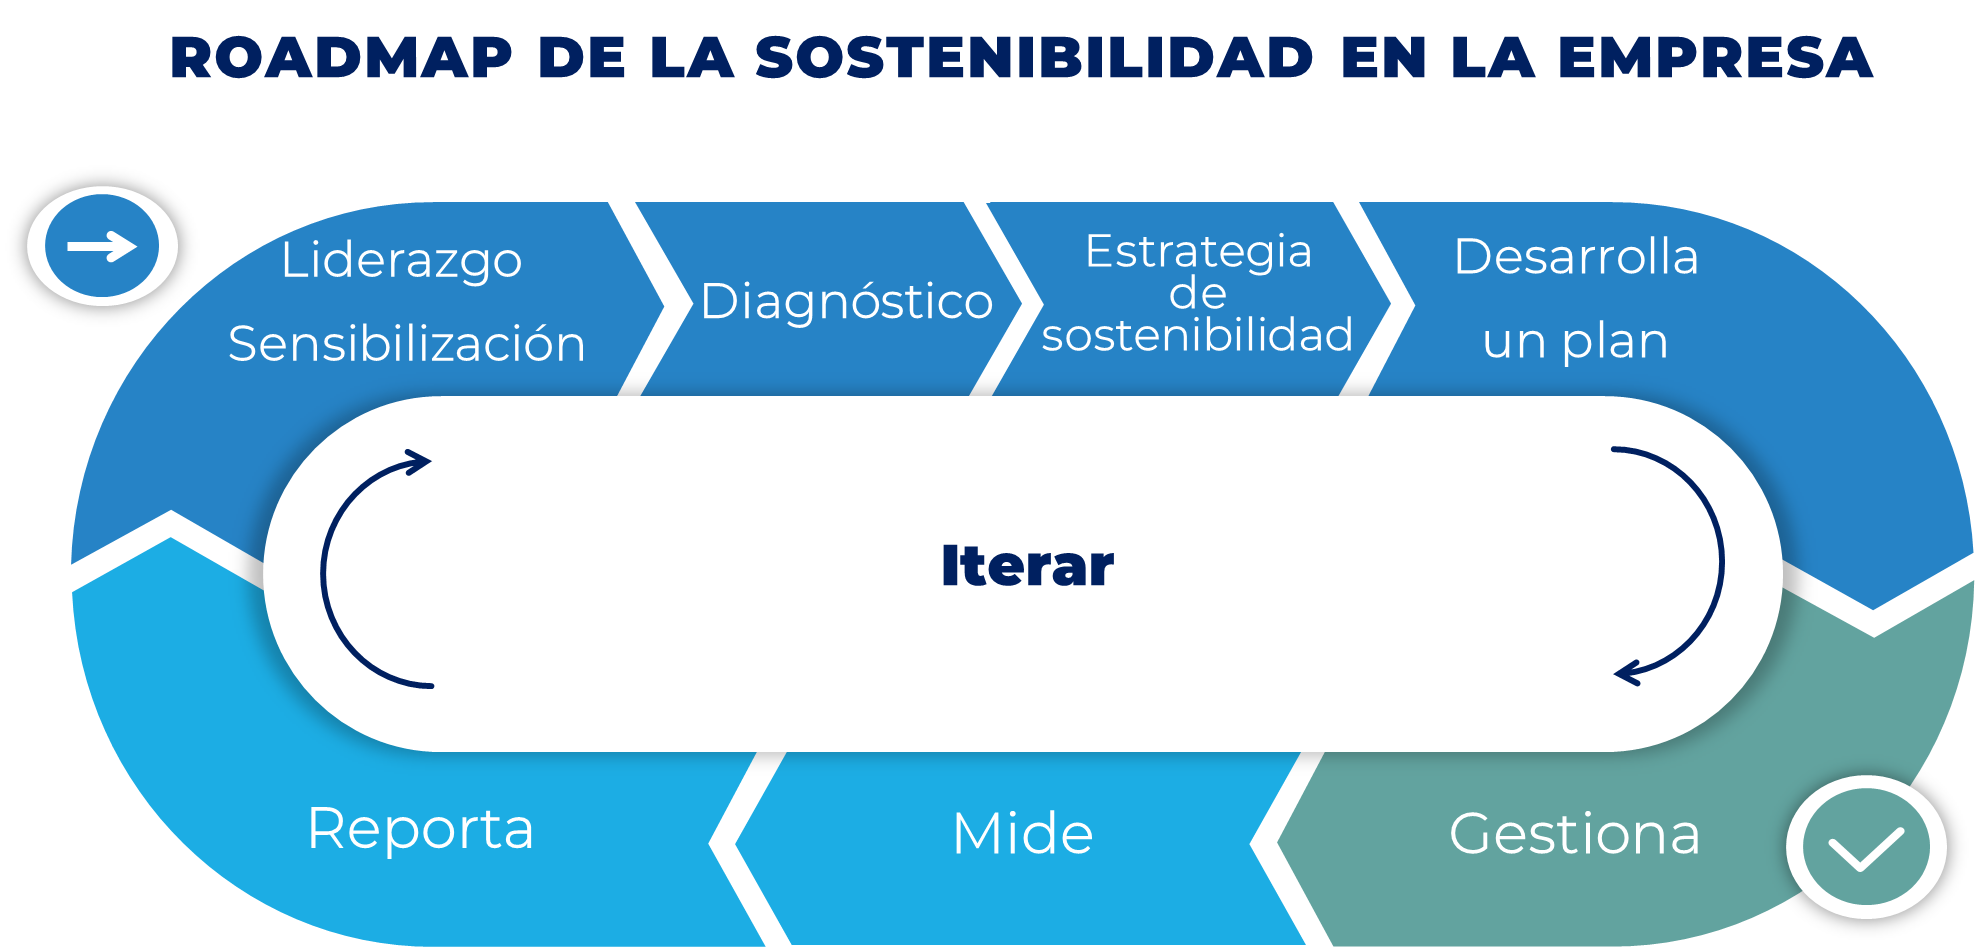 ROADMAP DE LA SOSTENIBILIDAD EN LA EMPRESA
Liderazgo
Sensibilización
Diagnóstico
Estrategia
de
sostenibilidad
Desarrolla
un plan
Iterar
Gestiona
Mide
Reporta